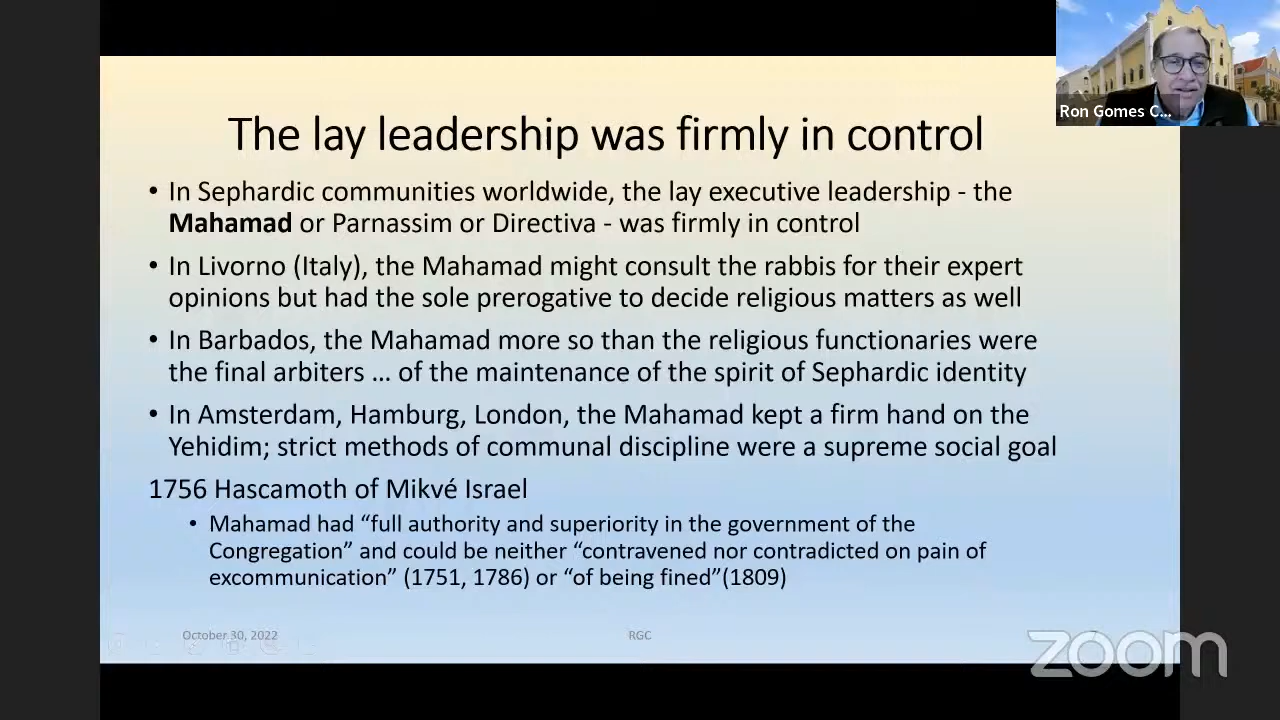 Ron Gomes C...
The lay leadership was firmly in control
• In Sephardic communities worldwide, the lay executive leadership - the
Mahamad or Parnassim or Directiva - was firmly in control
• In Livorno (Italy), the Mahamad might consult the rabbis for their expert
opinions but had the sole prerogative to decide religious matters as well
• In Barbados, the Mahamad more so than the religious functionaries were
the final arbiters … of the maintenance of the spirit of Sephardic identity
• In Amsterdam, Hamburg, London, the Mahamad kept a firm hand on the
Yehidim; strict methods of communal discipline were a supreme social goal
1756 Hascamoth of Mikvé Israel
• Mahamad had “full authority and superiority in the government of the
Congregation” and could be neither “contravened nor contradicted on pain of
excommunication” (1751, 1786) or “of being fined”(1809)
October 30, 2022
RGC
zoom